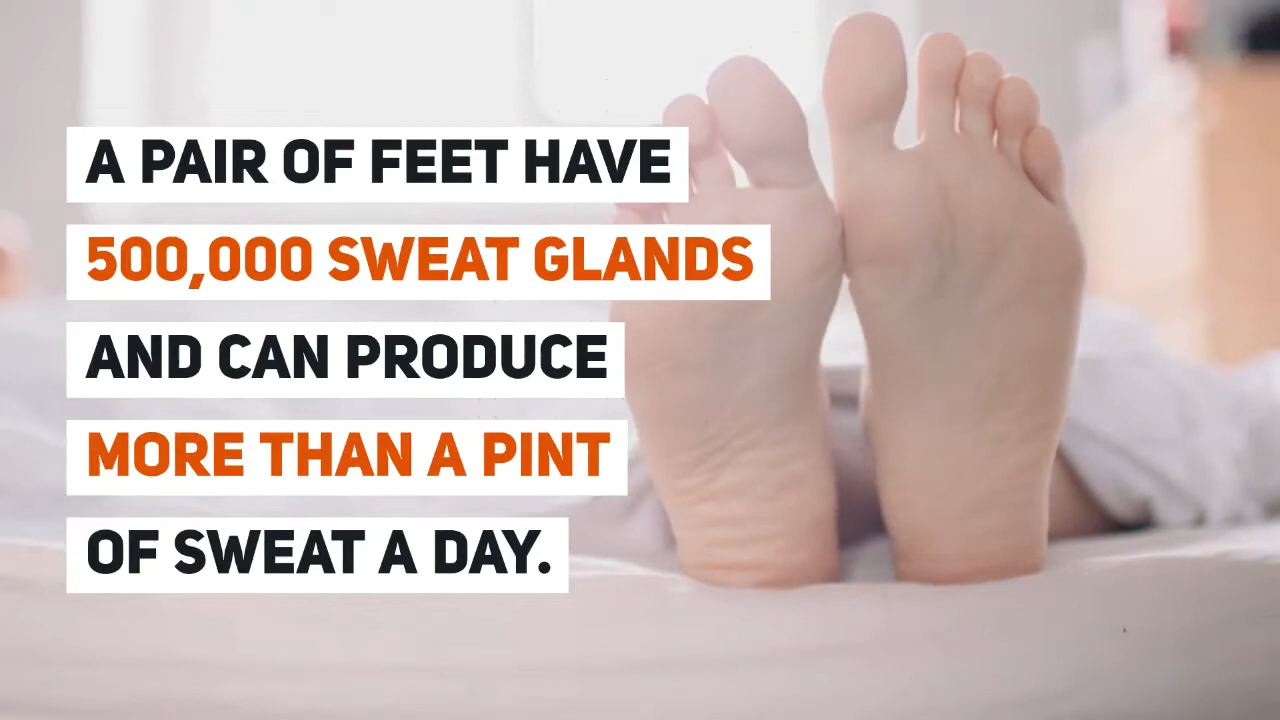 A PAIR OF FEET HAVE
500,000 SWEAT GLANDS
AND CAN PRODUCE
MORE THAN A PINT
OF SWEAT A DAY.